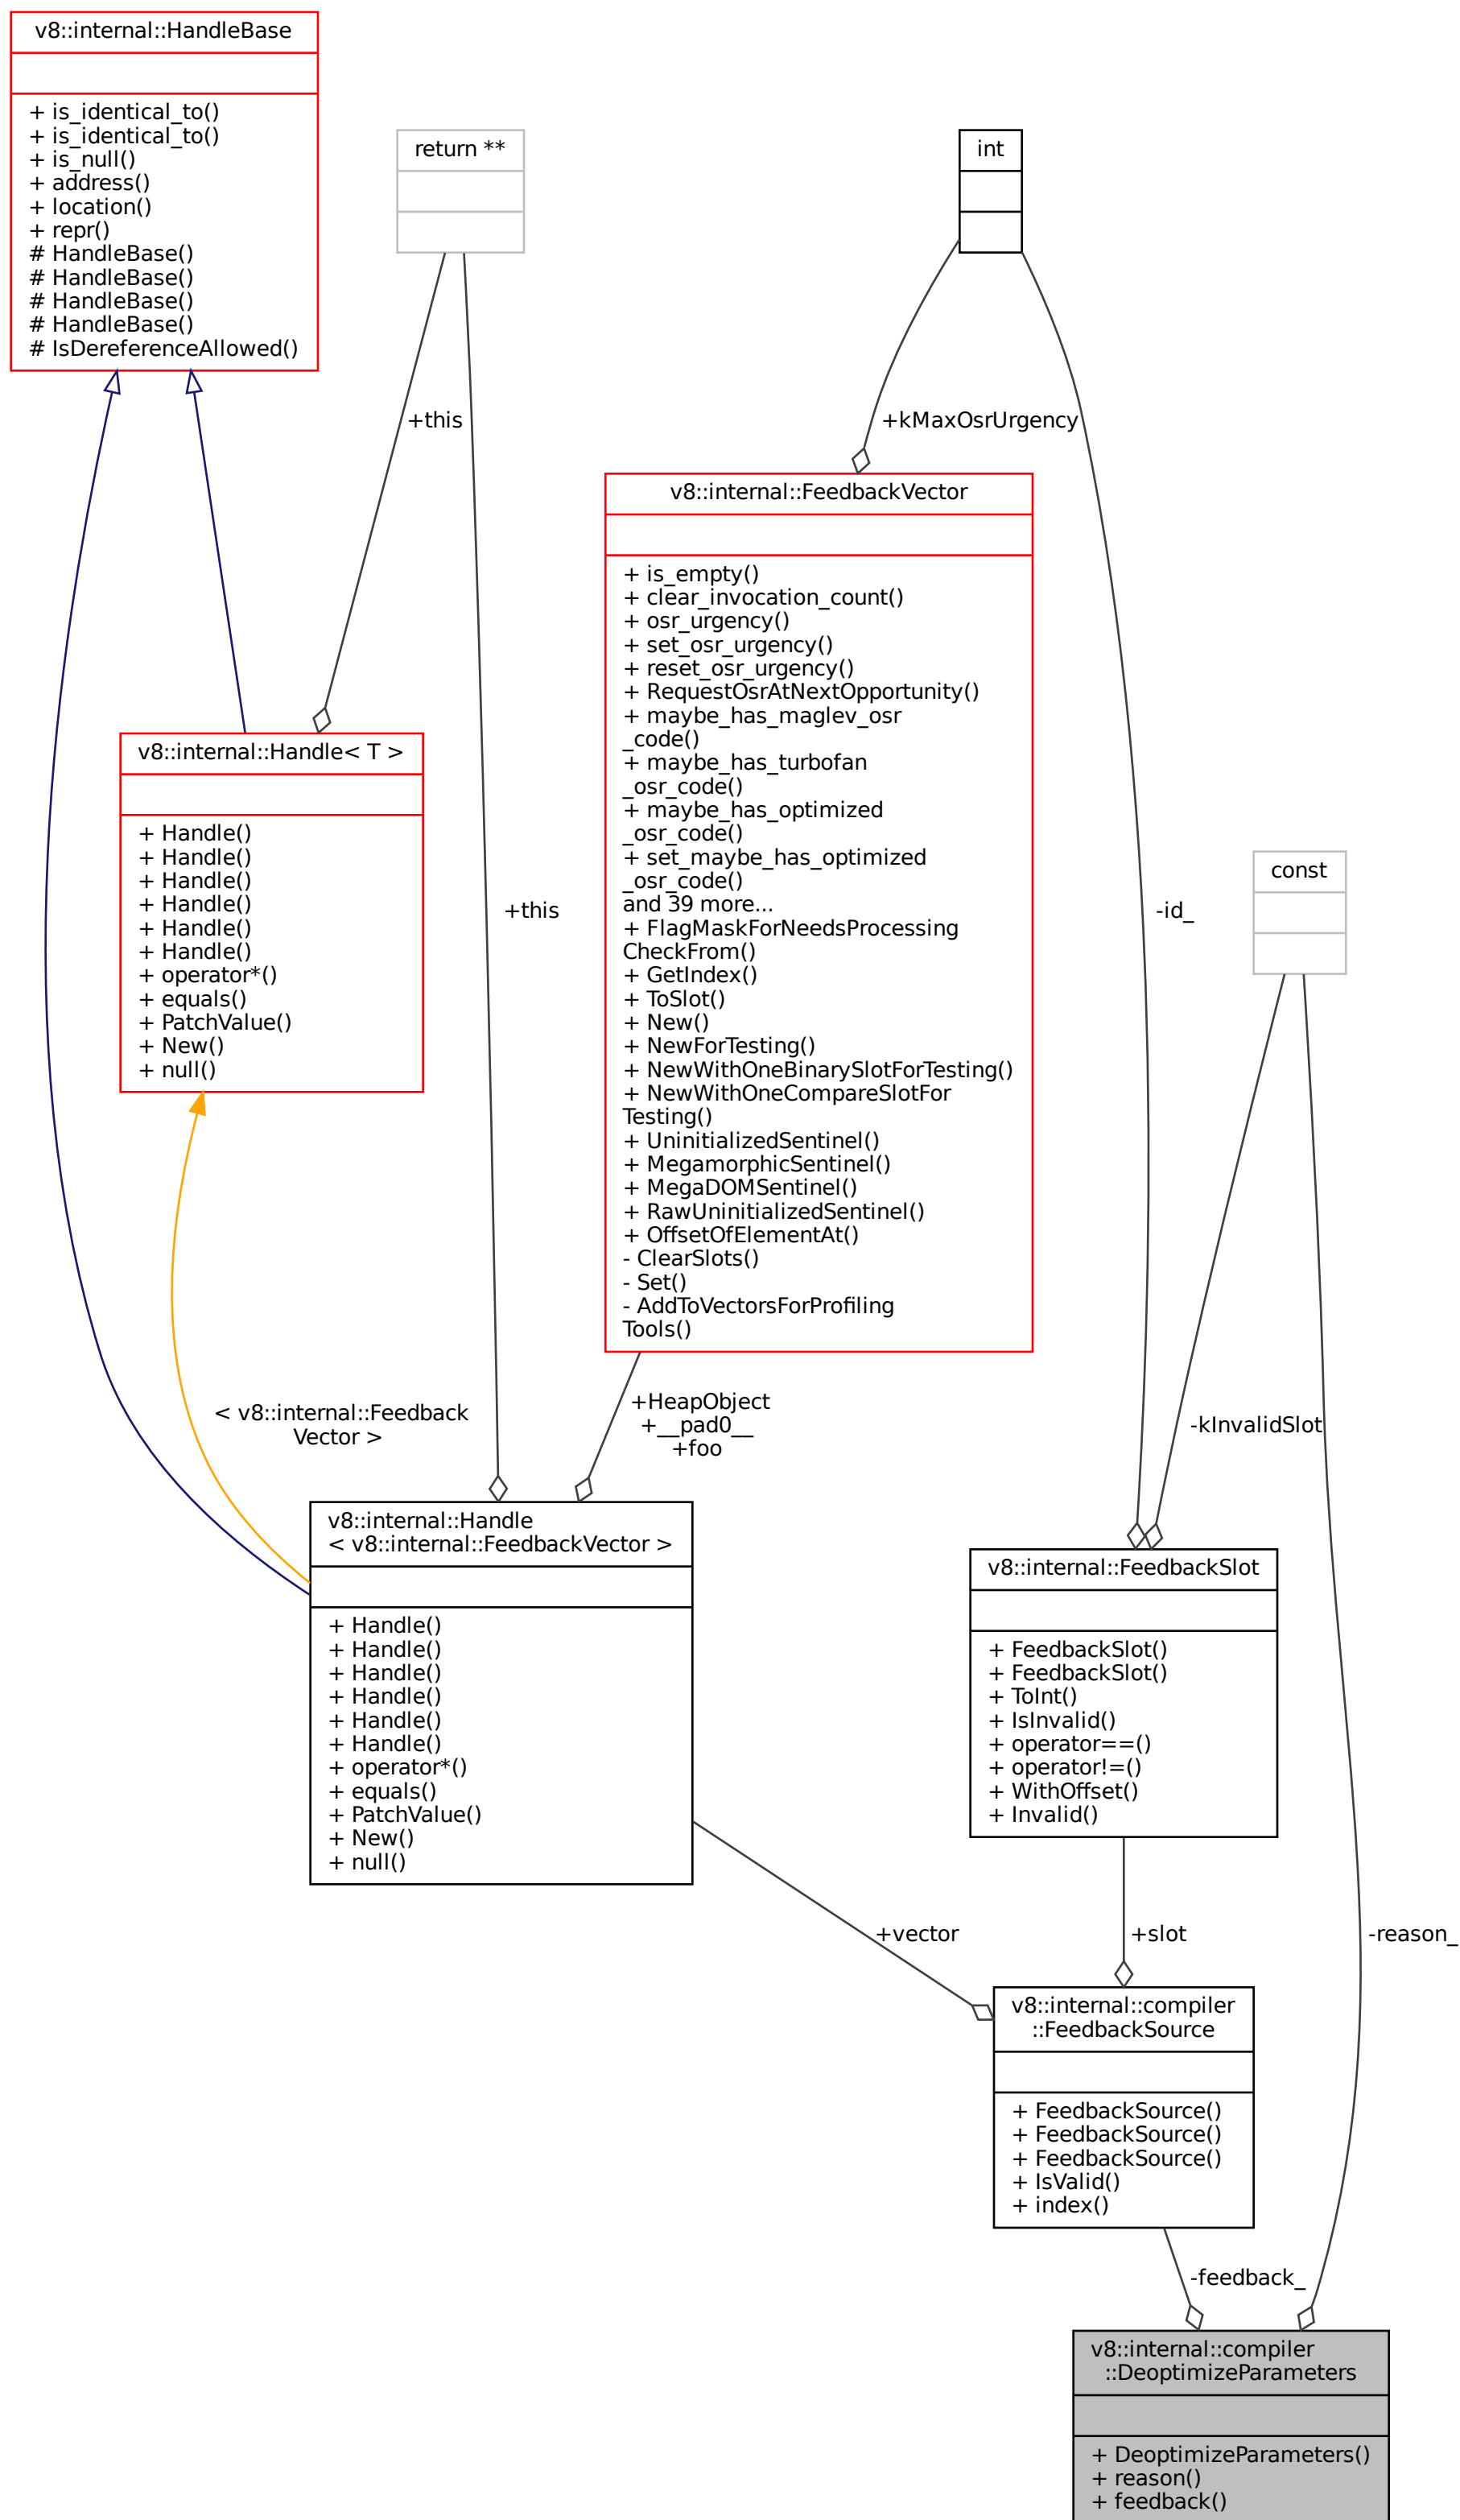 v8::internal::HandleBase
+ is_identical_to()
+ is_identical_to()
+ is_null()
+ address()
+ location()
+ repr()
# HandleBase()
# HandleBase()
# HandleBase()
# HandleBase()
# IsDereferenceAllowed()
return **
int
+this
+kMaxOsrUrgency
v8::internal::FeedbackVector
+ is_empty()
+ clear_invocation_count()
+ osr_urgency()
+ set_osr_urgency()
+ reset_osr_urgency()
+ RequestOsrAtNextOpportunity()
+ maybe_has_maglev_osr
_code()
+ maybe_has_turbofan
_osr_code()
+ maybe_has_optimized
_osr_code()
+ set_maybe_has_optimized
_osr_code()
and 39 more...
+ FlagMaskForNeedsProcessing
CheckFrom()
+ GetIndex()
+ ToSlot()
+ New()
+ NewForTesting()
+ NewWithOneBinarySlotForTesting()
+ NewWithOneCompareSlotFor
Testing()
+ UninitializedSentinel()
+ MegamorphicSentinel()
+ MegaDOMSentinel()
+ RawUninitializedSentinel()
+ OffsetOfElementAt()
- ClearSlots()
- Set()
- AddToVectorsForProfiling
Tools()
v8::internal::Handle< T >
+ Handle()
+ Handle()
+ Handle()
+ Handle()
+ Handle()
+ Handle()
+ operator*()
+ equals()
+ PatchValue()
+ New()
+ null()
+this
-id_
const
< v8::internal::Feedback
Vector >
+HeapObject
+__pad0__
+foo
-kInvalidSlot
v8::internal::Handle
< v8::internal::FeedbackVector >
+ Handle()
+ Handle()
+ Handle()
+ Handle()
+ Handle()
+ Handle()
+ operator*()
+ equals()
+ PatchValue()
+ New()
+ null()
v8::internal::FeedbackSlot
+ FeedbackSlot()
+ FeedbackSlot()
+ ToInt()
+ IsInvalid()
+ operator==()
+ operator!=()
+ WithOffset()
+ Invalid()
+vector
+slot
-reason_
v8::internal::compiler
::FeedbackSource
+ FeedbackSource()
+ FeedbackSource()
+ FeedbackSource()
+ IsValid()
+ index()
-feedback_
v8::internal::compiler
::DeoptimizeParameters
+ DeoptimizeParameters()
+ reason()
+ feedback()